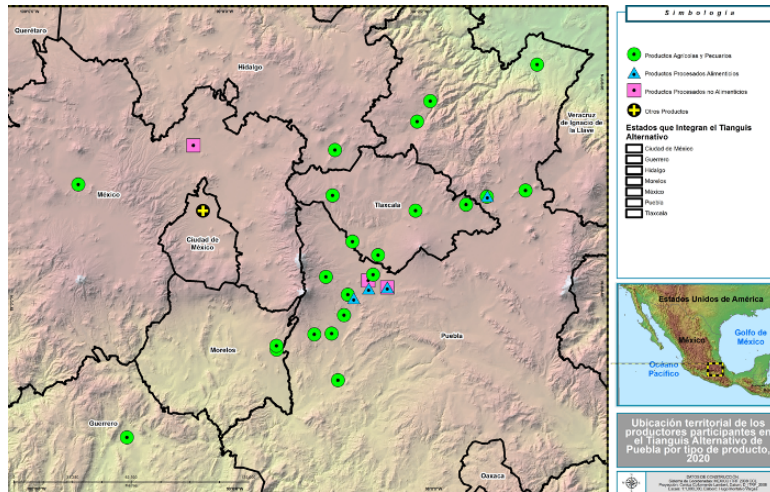 Querétaro
Hidalgo
Veracruz
de Ignacio de
la Llave
México
Tlaxcala
Ciudad de
México
Morelos
Puebla
Guerrero
Oaxaca
Simbología
Productos Agrícolas y Pecuarios
Productos Procesados Alimenticios
Productos Procesados no Alimenticios
Otros Productos
Estados que Integran el Tianguis
Alternativo
Ciudad de México
Guerrero
Hidalgo
Morelos
México
Puebla
Tlaxcala
Estados Unidos de América
México
Golfo de
México
Océano
Pacífico
Ubicación territorial de los
productores participantes en
el Tianguis Alternativo de
Puebla por tipo de producto,
2020